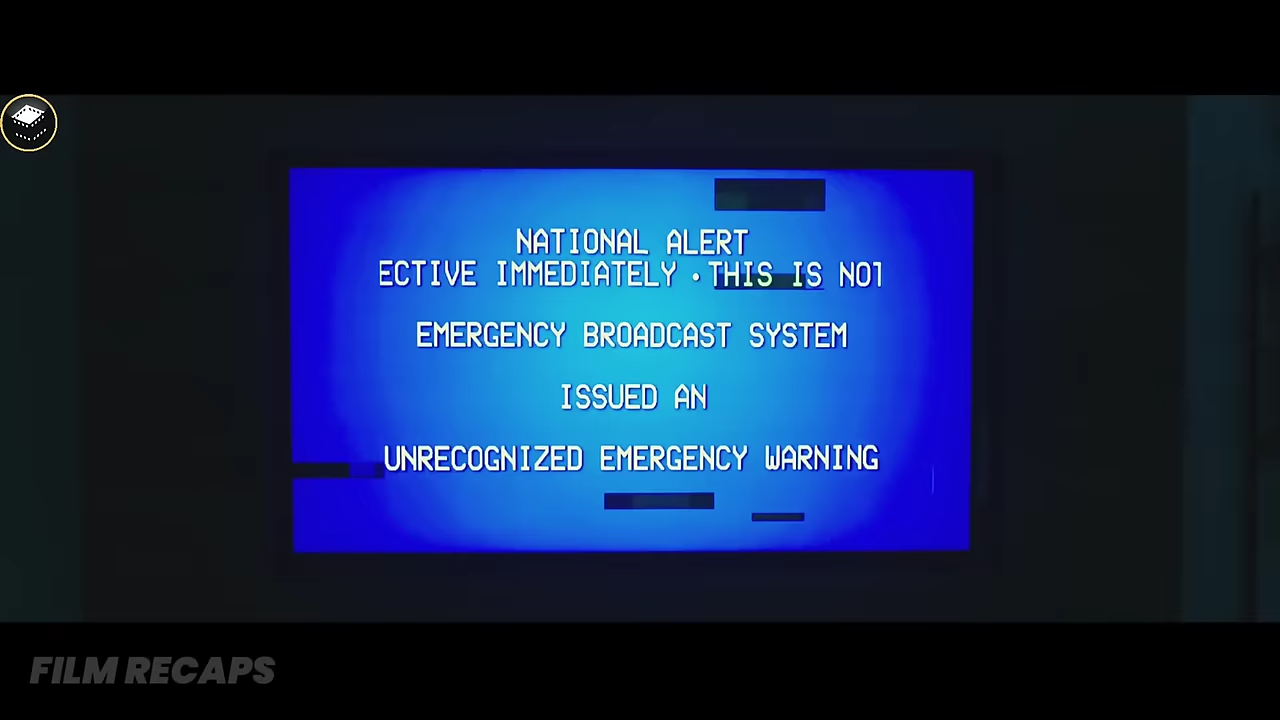 NATIONAL ALERT
ECTIVE IMMEDIATELY • THIS IS NOT
EMERGENCY BROADCAST SYSTEM
ISSUED AN
UNRECOGNIZED EMERGENCY WARNING
FILM RECAPS